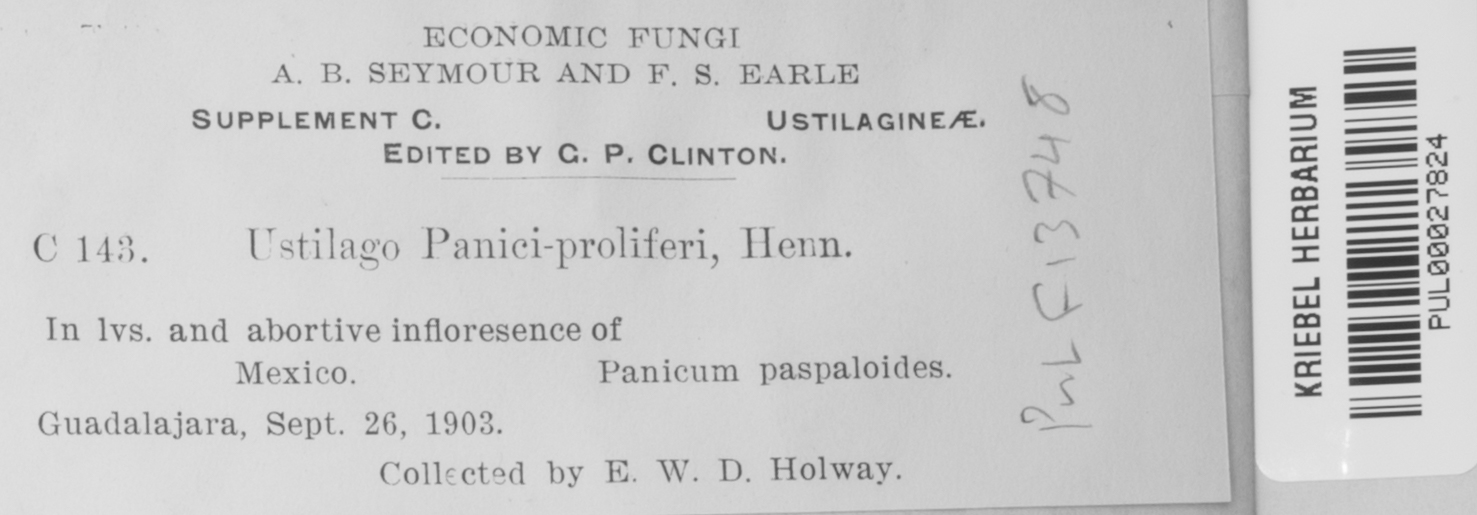 ECONOMIC FUNGI
A. B. SEYMOUR AND F. S. EARLE
SUPPLEMENT C. USTILAGINEÆ.
EDITED BY G. P. CLINTON.
C 143. Ustilago Panici-proliferi, Henn.
In lvs. and abortive infloresence of
Mexico. Panicum paspaloides.
Guadalajara, Sept. 26, 1903.
Collected by E. W. D. Holway.
PUL F13748
KRIEBEL HERBARIUM
PUL00027824